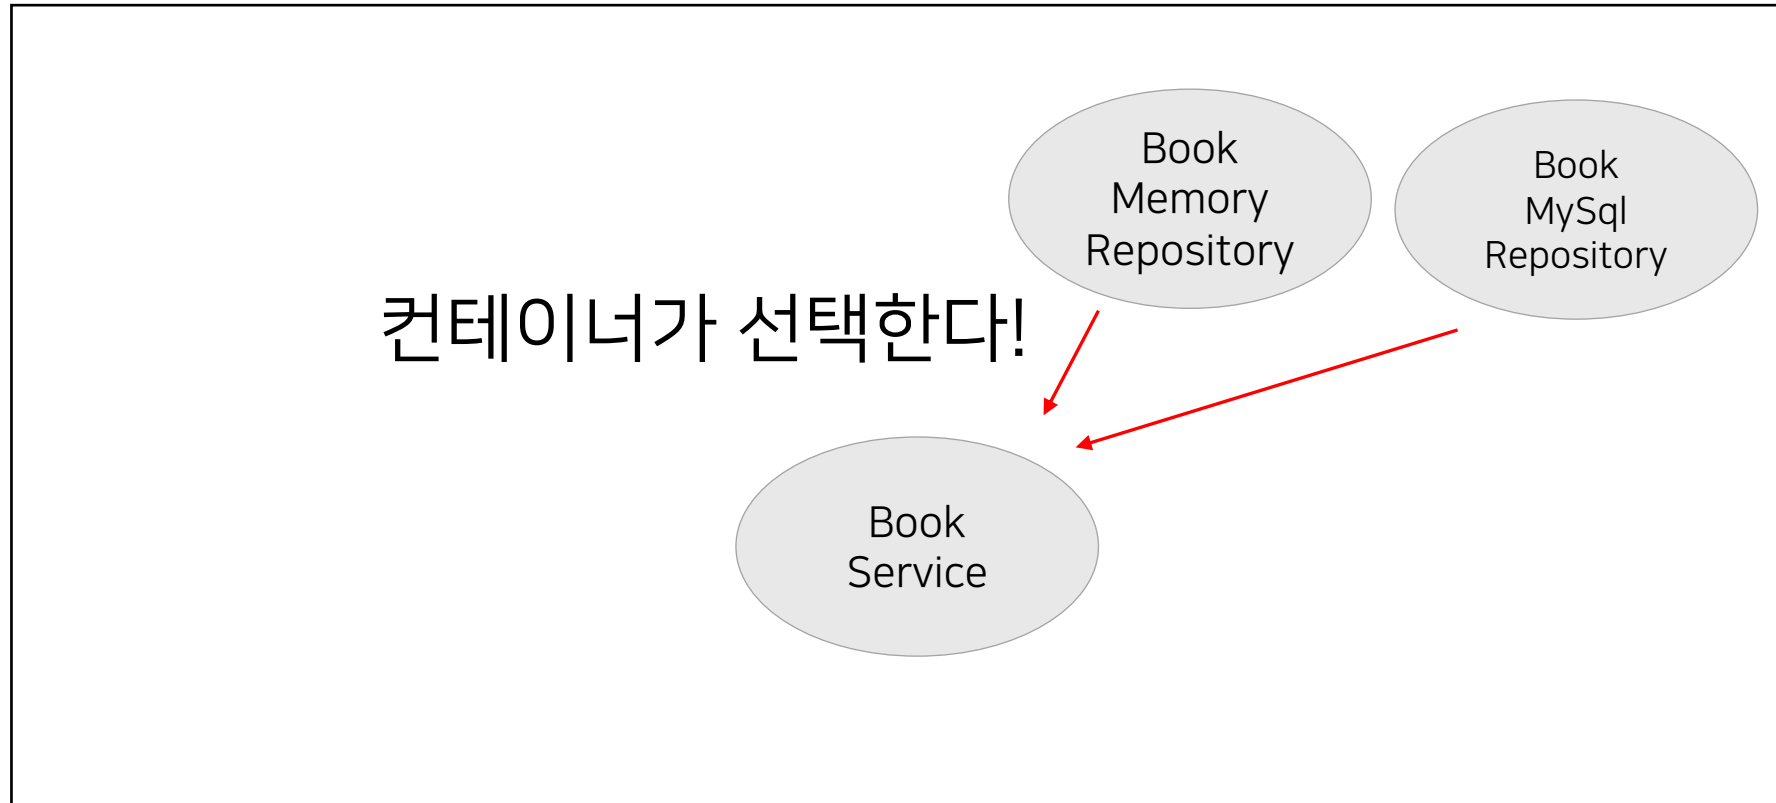 Book
Memory
Repository
Book
MySql
Repository
컨테이너가 선택한다!
Book
Service